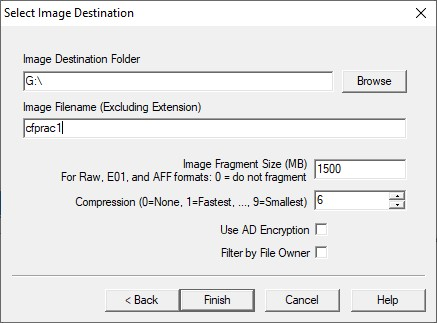 Select Image Destination
Image Destination Folder
G:\
Browse
Image Filename (Excluding Extension)
cfprac1
Image Fragment Size (MB)
1500
For Raw, E01, and AFF formats: 0 = do not fragment
Compression (0=None, 1=Fastest, ..., 9=Smallest)
6
Use AD Encryption
Filter by File Owner
< Back
Finish
Cancel
Help